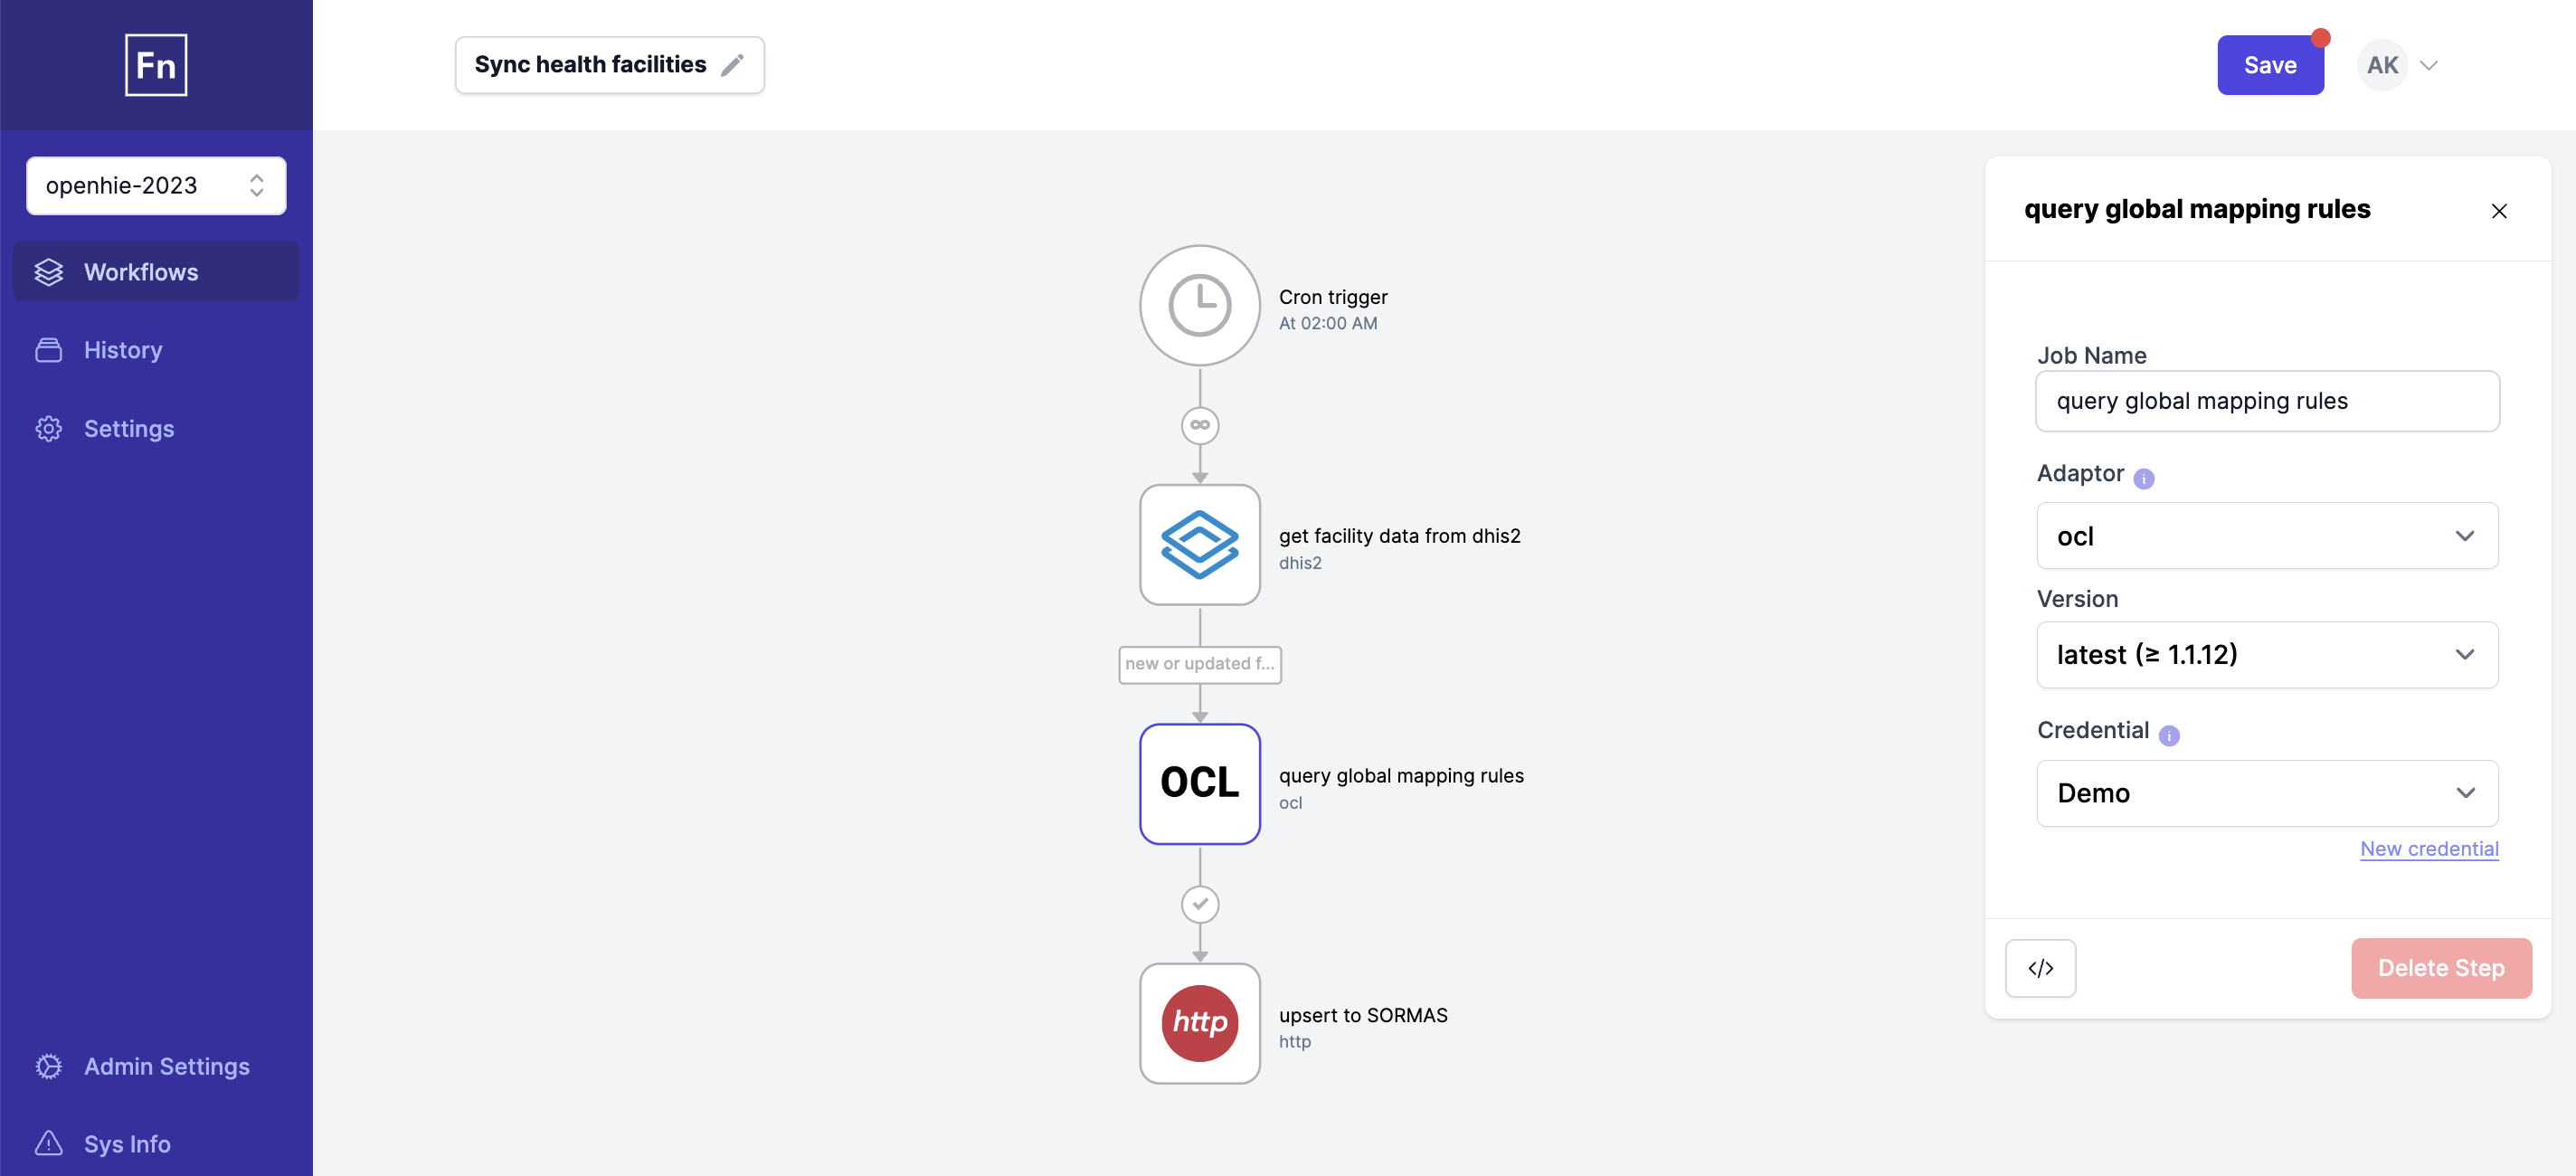 Fn
Sync health facilities
Save
AK
openhie-2023
Workflows
History
Settings
Admin Settings
Sys Info
Cron trigger
At 02:00 AM
∞
get facility data from dhis2
dhis2
new or updated f...
OCL
query global mapping rules
ocl
http
upsert to SORMAS
http
query global mapping rules
Job Name
query global mapping rules
Adaptor i
ocl
Version
latest (≥ 1.1.12)
Credential i
Demo
New credential
</>
Delete Step